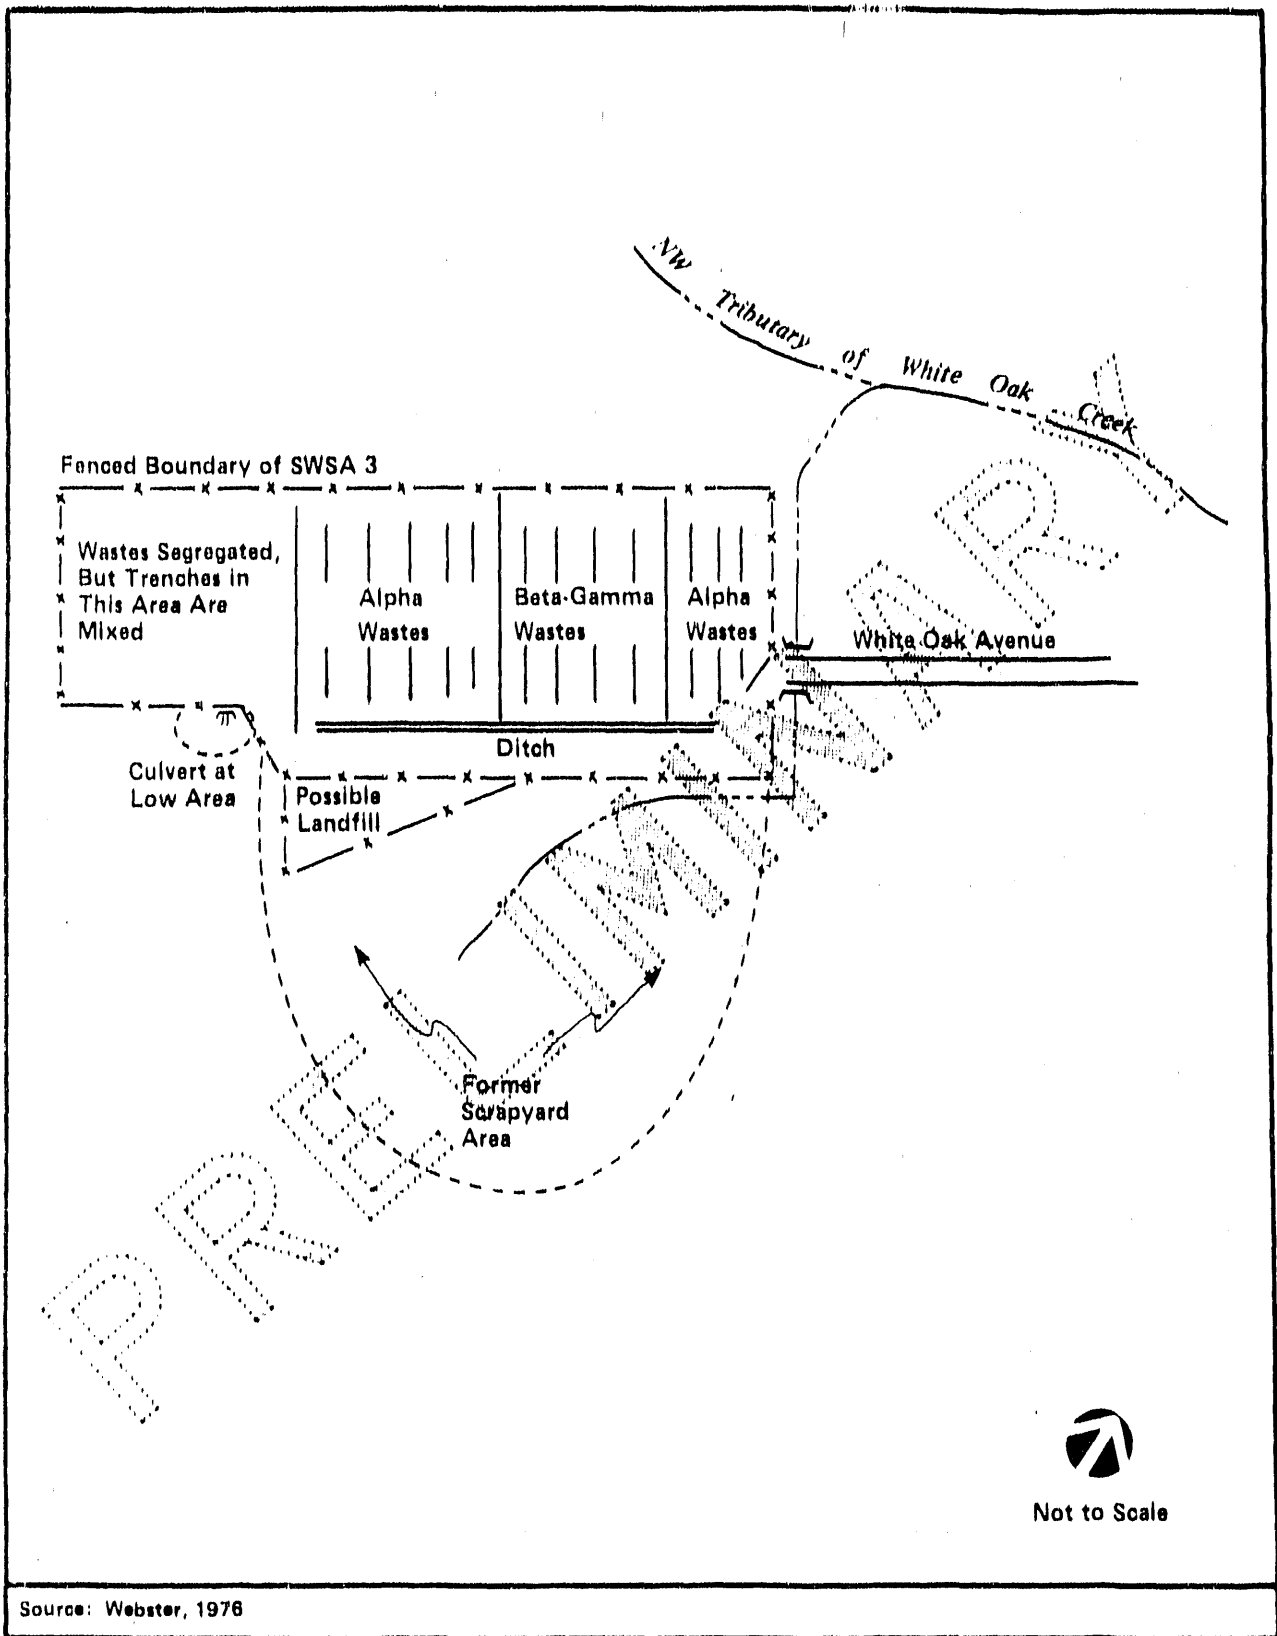 NW Tributary of White Oak Creek
Fenced Boundary of SWSA 3
Wastes Segregated,
But Trenches in
This Area Are
Mixed
Alpha
Wastes
Beta-Gamma
Wastes
Alpha
Wastes
White Oak Avenue
Ditch
Culvert at
Low Area
Possible
Landfill
Former
Scrapyard
Area
PRELIMINARY
Not to Scale
Source: Webster, 1976